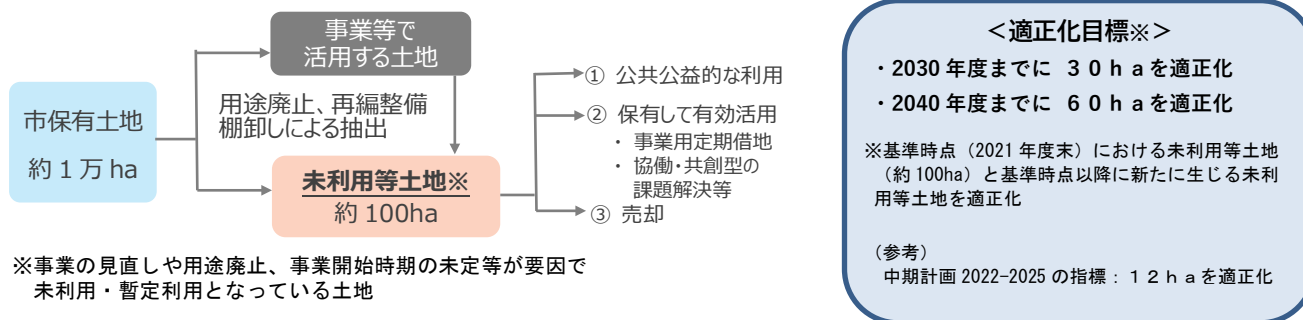 市保有土地
約１万 ha
事業等で
活用する土地
用途廃止、再編整備
棚卸しによる抽出
未利用等土地※
約 100ha
① 公共公益的な利用
② 保有して有効活用
・ 事業用定期借地
・ 協働・共創型の
課題解決等
③ 売却
※事業の見直しや用途廃止、事業開始時期の未定等が要因で
未利用・暫定利用となっている土地
＜適正化目標※＞
・2030 年度までに ３０ｈａを適正化
・2040 年度までに ６０ｈａを適正化
※基準時点（2021 年度末）における未利用等土地
（約 100ha）と基準時点以降に新たに生じる未利
用等土地を適正化
（参考）
中期計画 2022-2025 の指標：１２ｈａを適正化